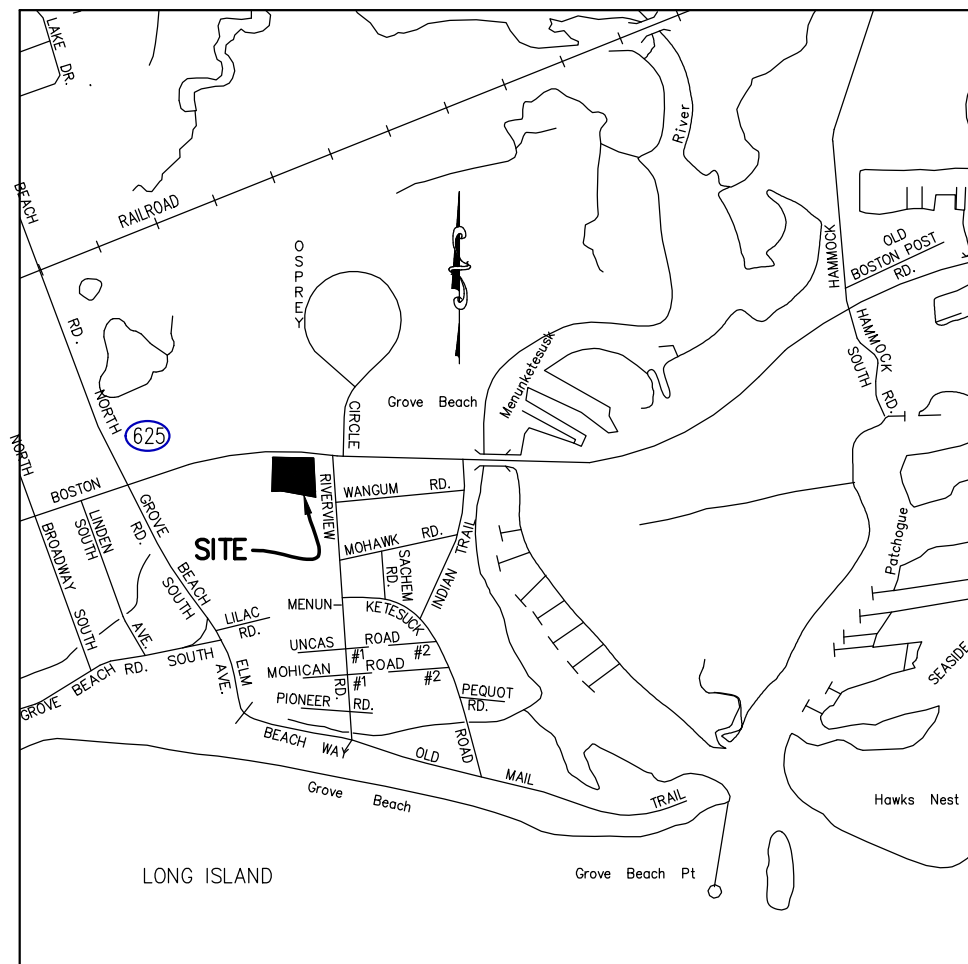 LAKE DR.
River
BEACH
RAILROAD
OSPREY
HAMMOCK
OLD
BOSTON POST
RD.
RD.
HAMMOCK
SOUTH
RD.
Menunketesusk
NORTH
CIRCLE
Grove Beach
625
NORTH
BOSTON
GROVE
RIVERVIEW
WANGUM RD.
LINDEN
SOUTH
RD.
BROADWAY
BEACH
SOUTH
SITE
MOHAWK RD.
TRAIL
SACHEM
RD.
INDIAN
Patchogue
MENUN
KETESUCK
LILAC
RD.
SOUTH
AVE.
UNCAS
#1
ROAD
#2
GROVE BEACH RD. SOUTH
ELM
AVE.
MOHICAN
#1
ROAD
#2
SEASIDE
RD.
PIONEER RD.
PEQUOT
RD.
ROAD
BEACH WAY
OLD
MAIL
TRAIL
Grove Beach
Hawks Nest
LONG ISLAND
Grove Beach Pt